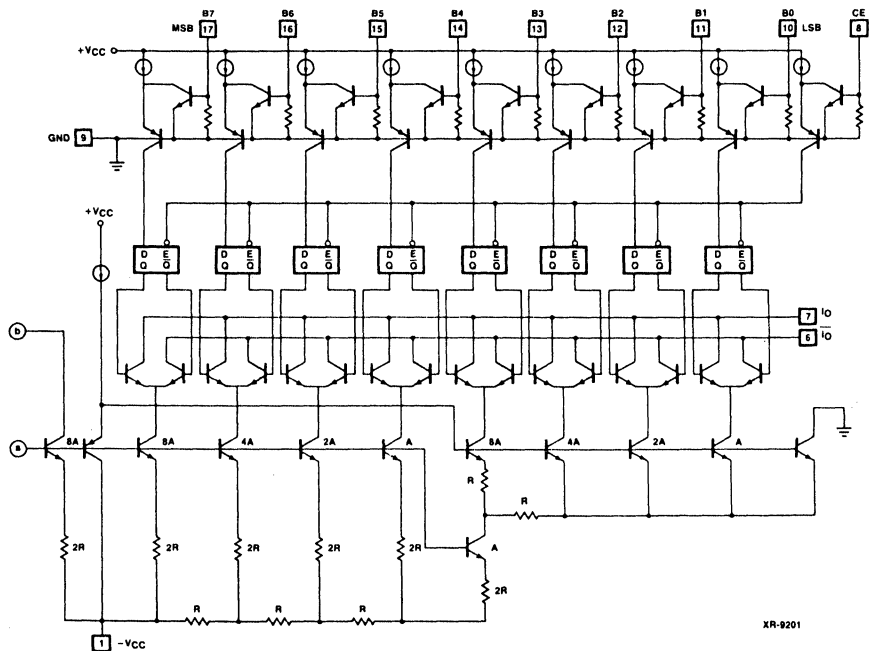 B7 B6 B5 B4 B3 B2 B1 B0 CE
MSB 17 16 15 14 13 12 11 10 LSB 8
+VCC
GND 9
+VCC
D E̅ D E̅ D E̅ D E̅ D E̅ D E̅ D E̅ D E̅
Q Q̅ Q Q̅ Q Q̅ Q Q̅ Q Q̅ Q Q̅ Q Q̅ Q Q̅
7 IO
b 6 I̅O̅
a 8A 8A 4A 2A A 8A 4A 2A A
R
R
2R 2R 2R 2R 2R A
2R
R R R R
1 -VCC
XR-9201